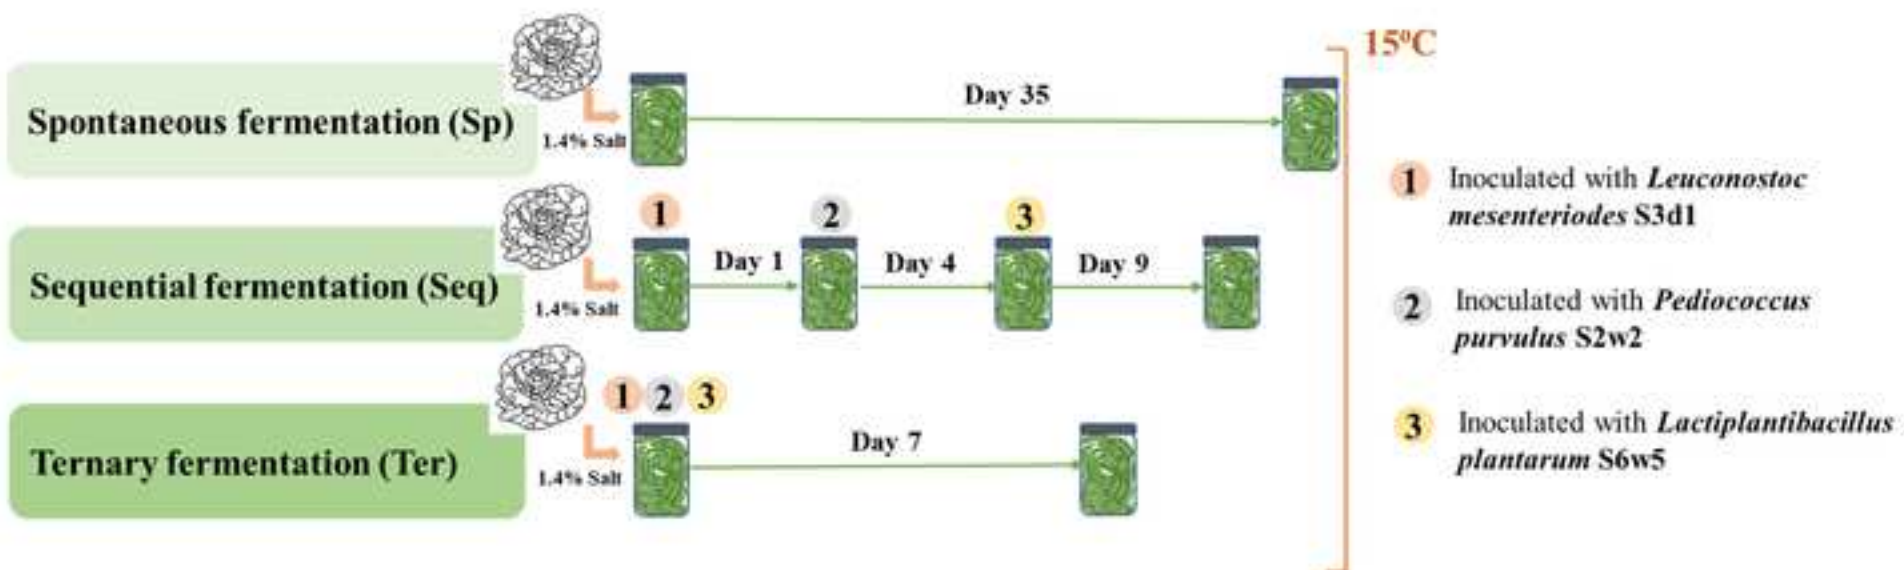 15ºC
Day 35
Spontaneous fermentation (Sp)
1.4% Salt
1
2
3
Day 1
Day 4
Day 9
Sequential fermentation (Seq)
1.4% Salt
1 2 3
Day 7
Ternary fermentation (Ter)
1.4% Salt
1 Inoculated with Leuconostoc
mesenteriodes S3d1
2 Inoculated with Pediococcus
purvulus S2w2
3 Inoculated with Lactiplantibacillus
plantarum S6w5